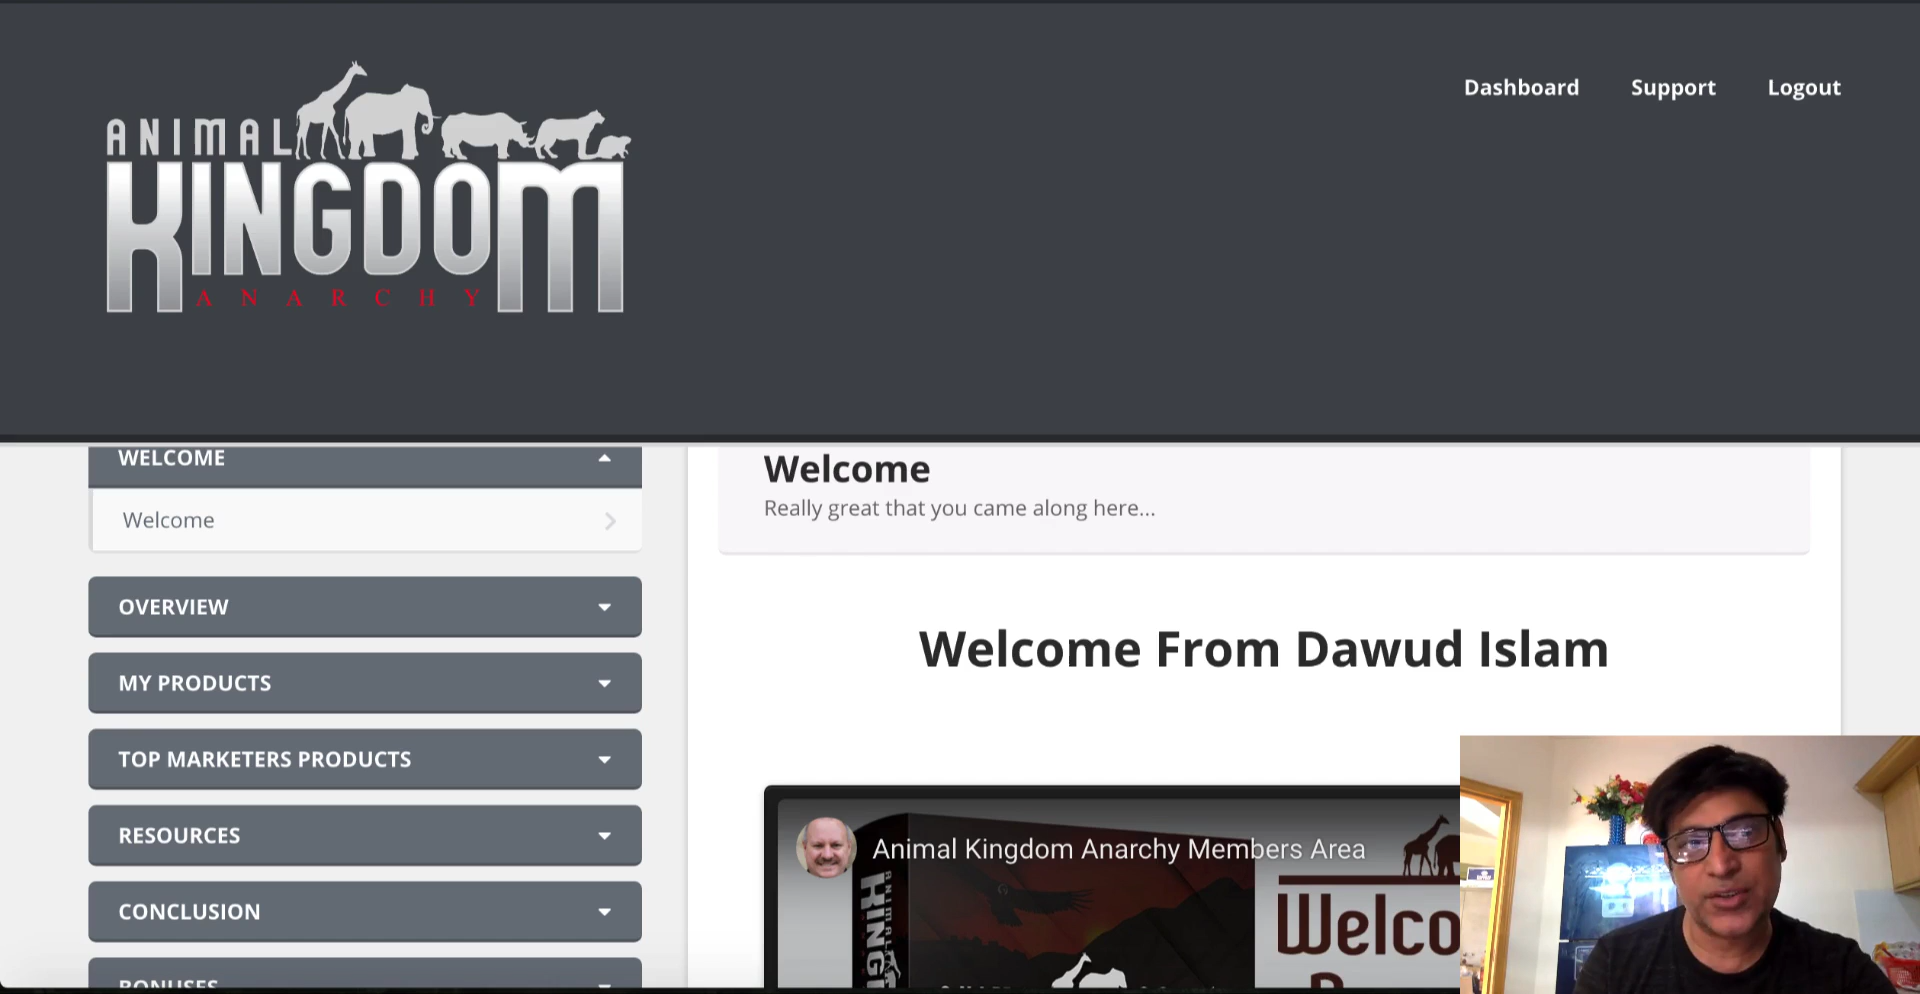 Dashboard Support Logout
ANIMAL
KINGDOM
ANARCHY
WELCOME
Welcome
OVERVIEW
MY PRODUCTS
TOP MARKETERS PRODUCTS
RESOURCES
CONCLUSION
BONUSES
Welcome
Really great that you came along here...
Welcome From Dawud Islam
Animal Kingdom Anarchy Members Area
Welco